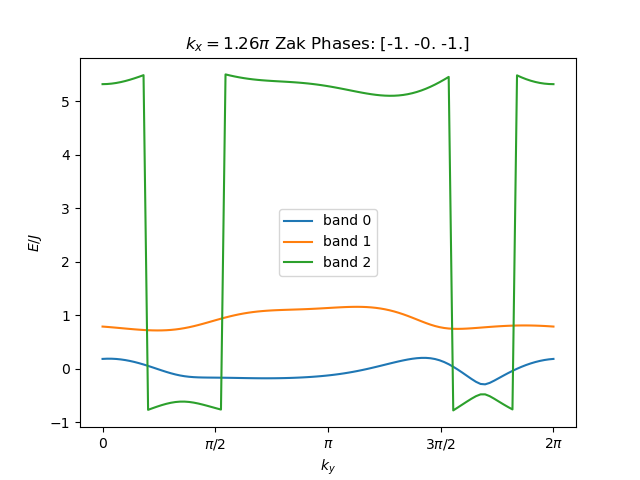 $k_x = 1.26\pi$ Zak Phases: [-1. -0. -1.]
E/J
5
4
3
2
1
0
−1
band 0
band 1
band 2
0
π/2
π
3π/2
2π
$k_y$